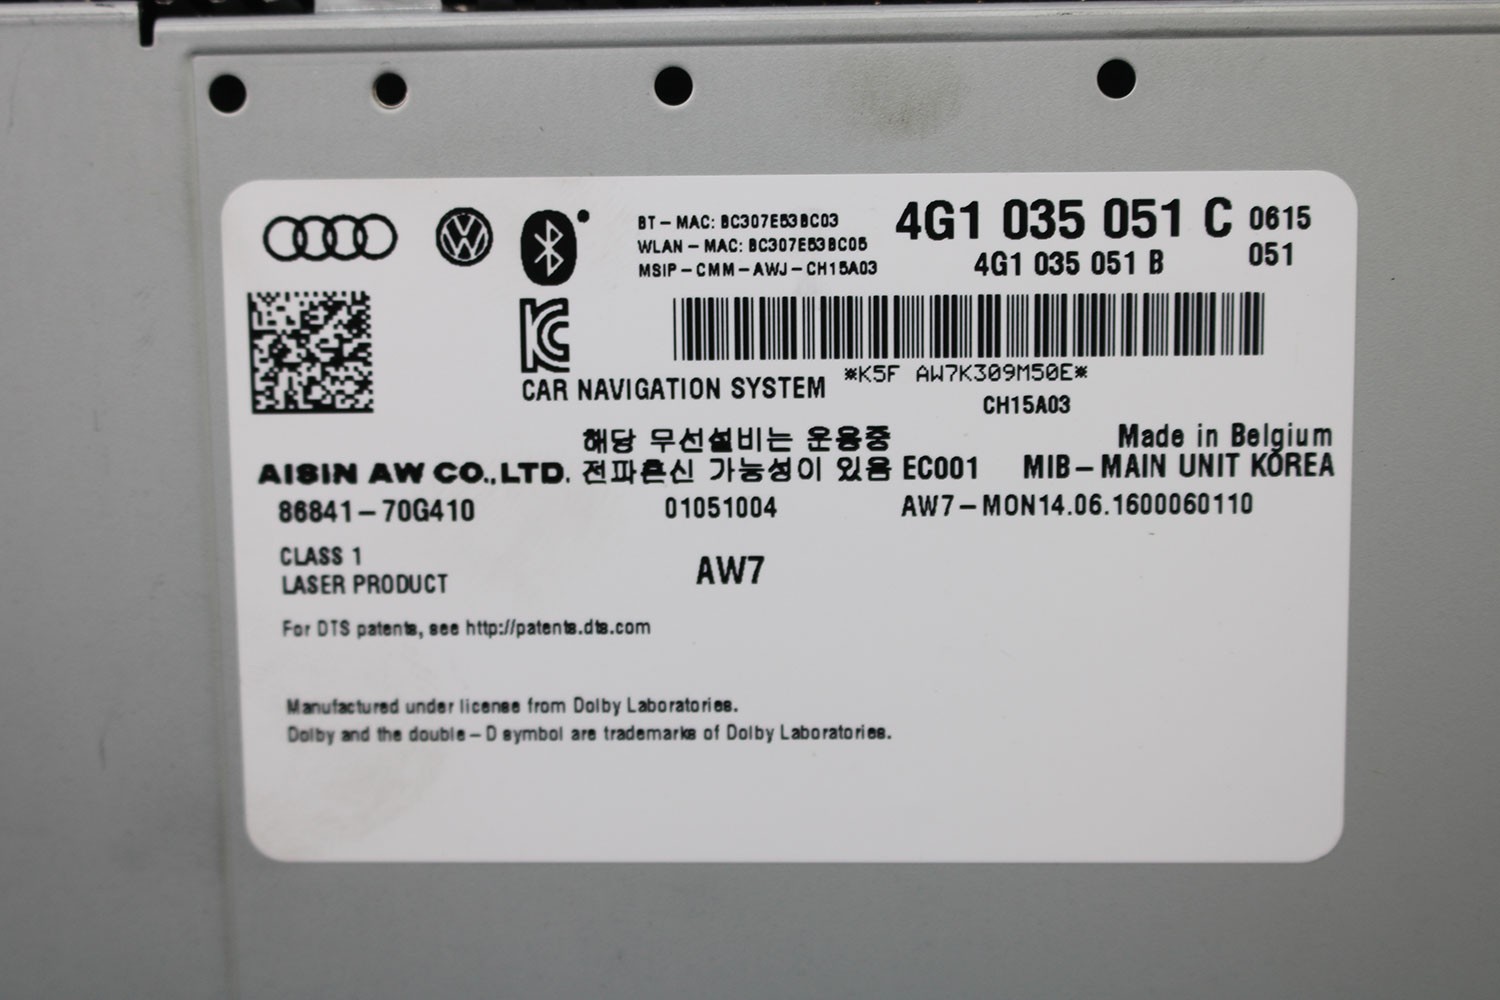 BT-MAC: BC307E53BC03
WLAN-MAC: BC307E53BC05
MSIP-CMM-AWJ-CH15A03
4G1 035 051 C 0615
4G1 035 051 B 051
CAR NAVIGATION SYSTEM
*K5F AW7K309M50E*
CH15A03
해당 무선설비는 운용중
Made in Belgium
AISIN AW CO.,LTD. 전파혼신 가능성이 있음 EC001 MIB-MAIN UNIT KOREA
86841-70G410 01051004 AW7-MON14.06.1600060110
CLASS 1
LASER PRODUCT
AW7
For DTS patents, see http://patents.dts.com
Manufactured under license from Dolby Laboratories.
Dolby and the double-D symbol are trademarks of Dolby Laboratories.